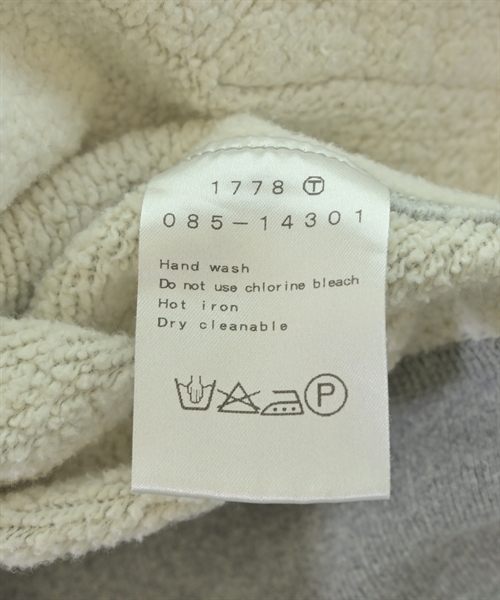 1778 Ⓣ
085-14301
Hand wash
Do not use chlorine bleach
Hot iron
Dry cleanable
P